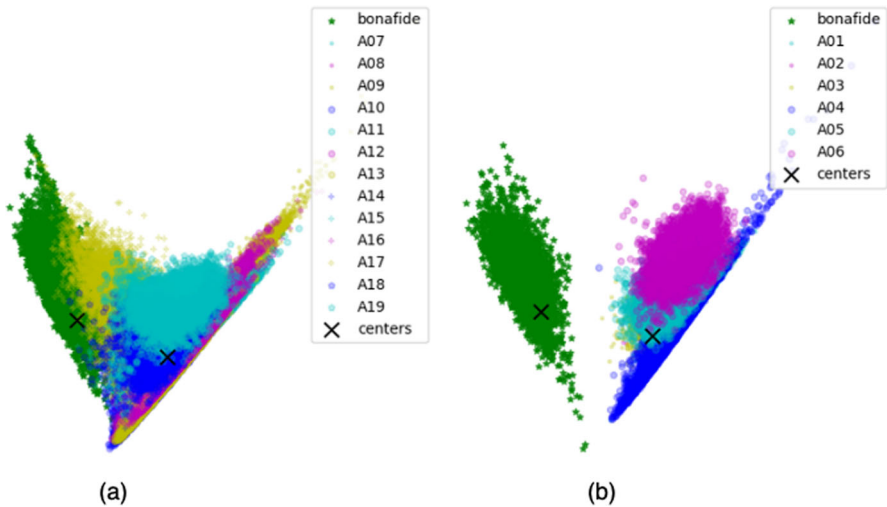 bonafide
A07
A08
A09
A10
A11
A12
A13
A14
A15
A16
A17
A18
A19
centers
(a)
bonafide
A01
A02
A03
A04
A05
A06
centers
(b)